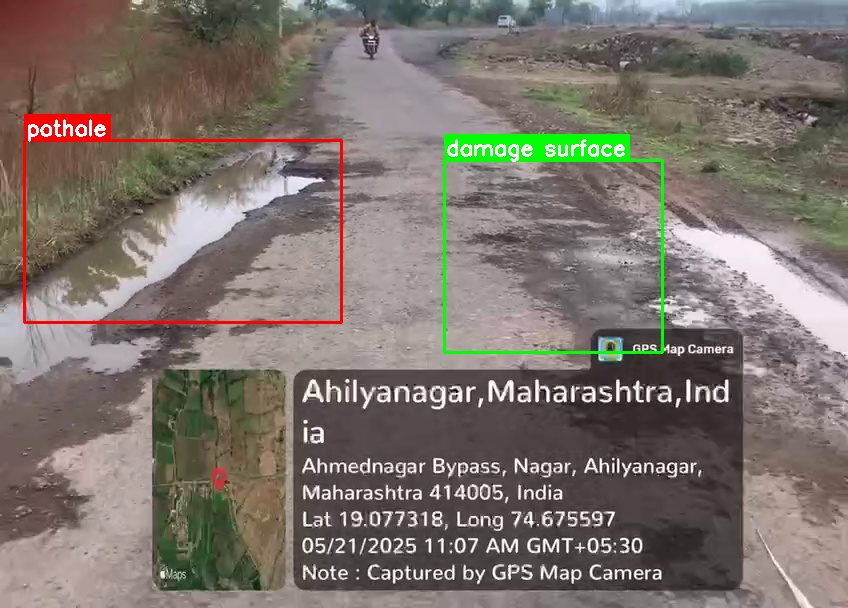 pothole
damage surface
GPS Map Camera
Ahilyanagar,Maharashtra,Ind
ia
Ahmednagar Bypass, Nagar, Ahilyanagar,
Maharashtra 414005, India
Lat 19.077318, Long 74.675597
05/21/2025 11:07 AM GMT+05:30
Note : Captured by GPS Map Camera
Maps